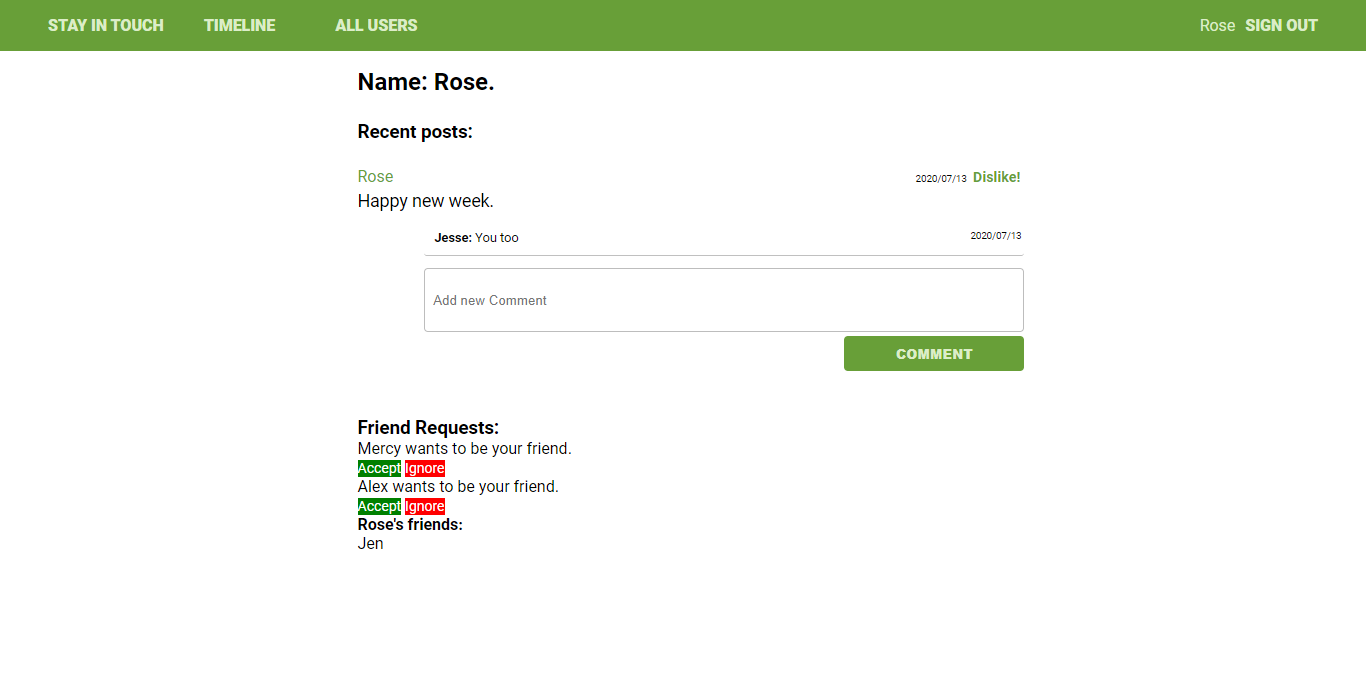 STAY IN TOUCH TIMELINE ALL USERS Rose SIGN OUT
Name: Rose.
Recent posts:
Rose 2020/07/13 Dislike!
Happy new week.
Jesse: You too 2020/07/13
Add new Comment
COMMENT
Friend Requests:
Mercy wants to be your friend.
Accept Ignore
Alex wants to be your friend.
Accept Ignore
Rose's friends:
Jen